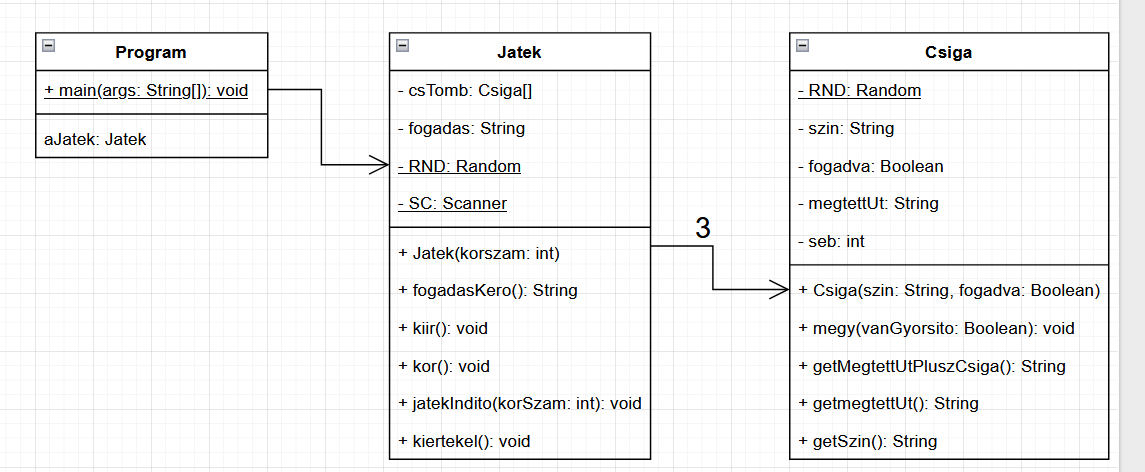 Program
+ main(args: String[]): void
aJatek: Jatek
Jatek
- csTomb: Csiga[]
- fogadas: String
- RND: Random
- SC: Scanner
+ Jatek(korszam: int)
+ fogadasKero(): String
+ kiir(): void
+ kor(): void
+ jatekIndito(korSzam: int): void
+ kiertekel(): void
3
Csiga
- RND: Random
- szin: String
- fogadva: Boolean
- megtettUt: String
- seb: int
+ Csiga(szin: String, fogadva: Boolean)
+ megy(vanGyorsito: Boolean): void
+ getMegtettUtPluszCsiga(): String
+ getmegtettUt(): String
+ getSzin(): String